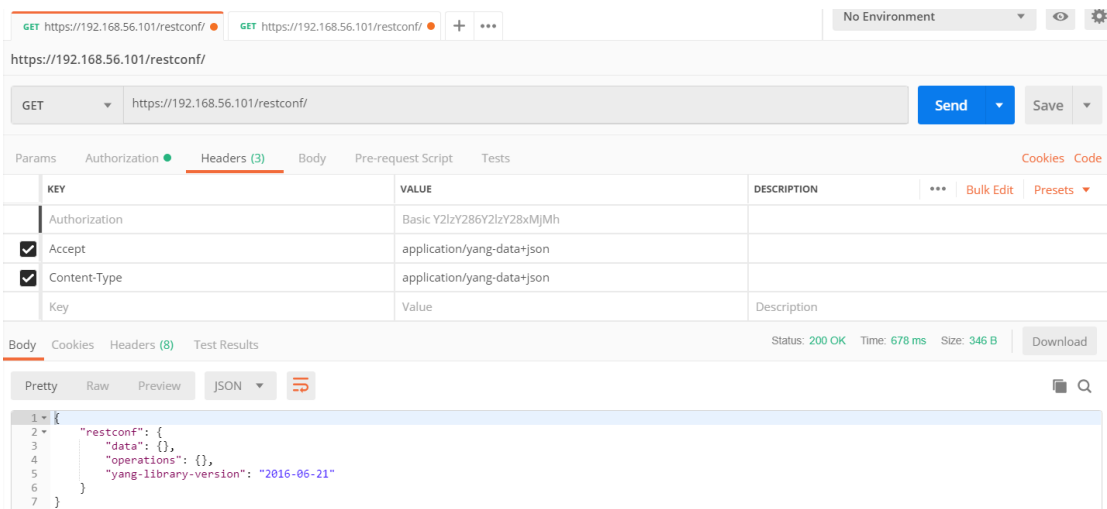 GET https://192.168.56.101/restconf/ GET https://192.168.56.101/restconf/ + ••• No Environment
https://192.168.56.101/restconf/
GET https://192.168.56.101/restconf/ Send Save
Params Authorization Headers (3) Body Pre-request Script Tests Cookies Code
KEY VALUE DESCRIPTION ••• Bulk Edit Presets
Authorization Basic Y2lzY286Y2lzY28xMjMh
Accept application/yang-data+json
Content-Type application/yang-data+json
Key Value Description
Body Cookies Headers (8) Test Results Status: 200 OK Time: 678 ms Size: 346 B Download
Pretty Raw Preview JSON
1 {
2 "restconf": {
3 "data": {},
4 "operations": {},
5 "yang-library-version": "2016-06-21"
6 }
7 }